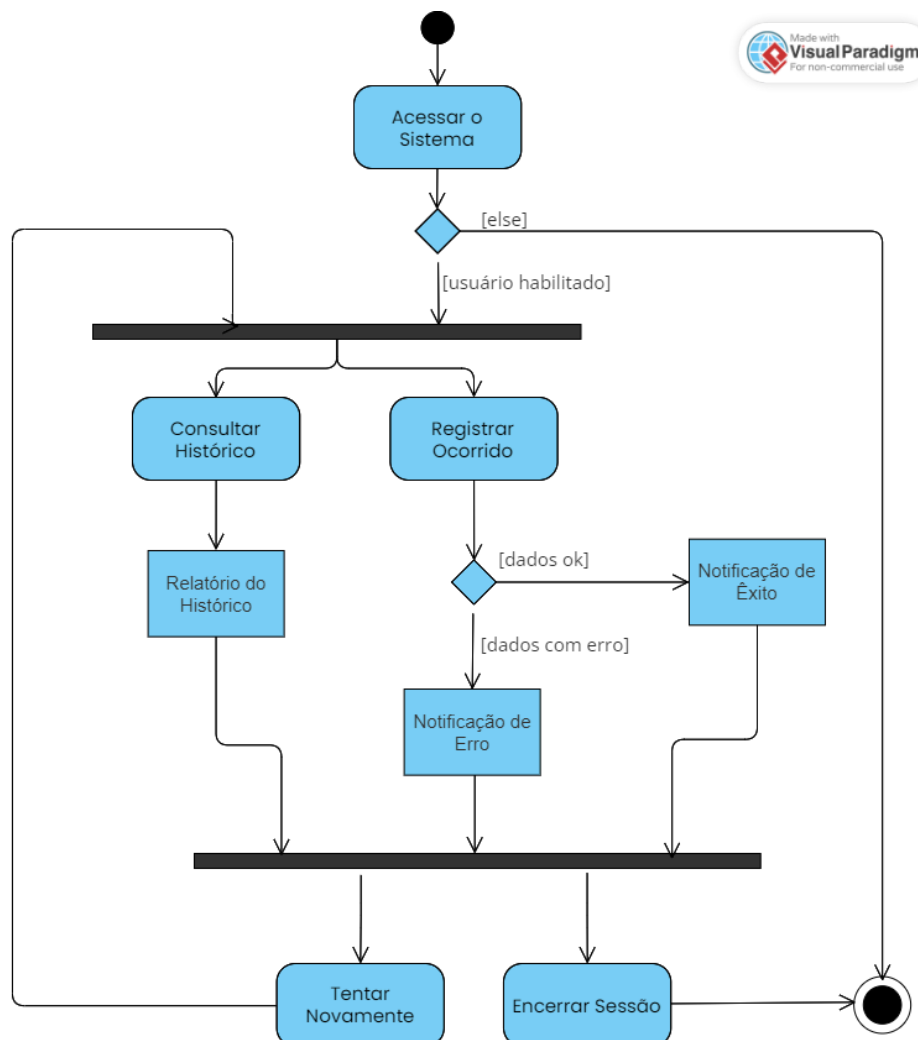 Made with
Visual Paradigm
For non-commercial use
Acessar o
Sistema
[else]
[usuário habilitado]
Consultar
Histórico
Registrar
Ocorrido
[dados ok]
Notificação de
Êxito
Relatório do
Histórico
[dados com erro]
Notificação de
Erro
Tentar
Novamente
Encerrar Sessão